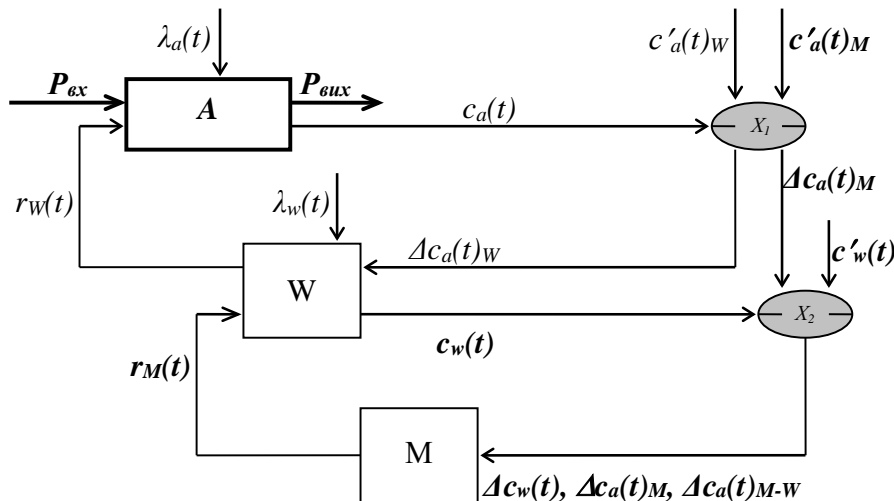 λa(t)
c′a(t)W
c′a(t)M
Pвх
A
Pвих
ca(t)
X1
Δca(t)M
rW(t)
λw(t)
Δca(t)W
c′w(t)
W
X2
cw(t)
rM(t)
M
Δcw(t), Δca(t)M, Δca(t)M-W